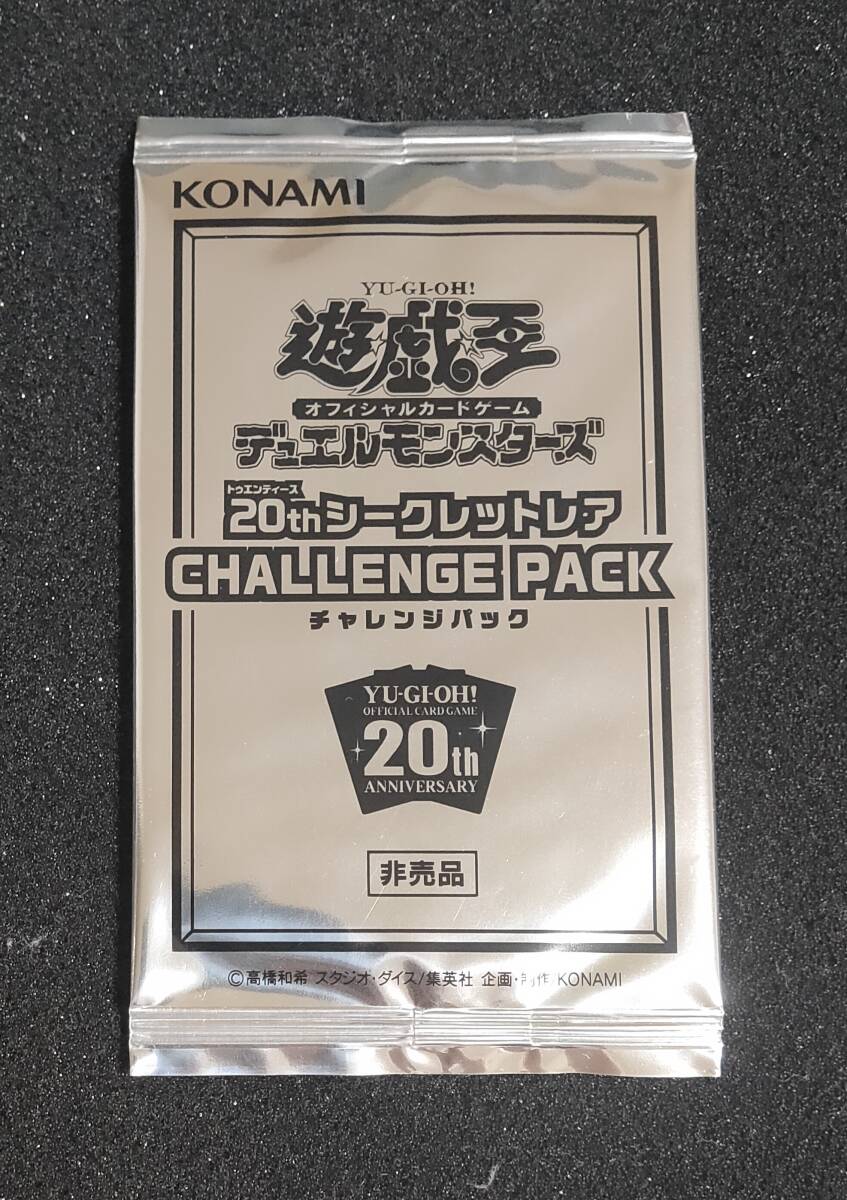 KONAMI
YU-GI-OH!
遊戯王
オフィシャルカードゲーム
デュエルモンスターズ
トゥエンティース
20thシークレットレア
CHALLENGE PACK
チャレンジパック
YU-GI-OH!
OFFICIAL CARD GAME
20th
ANNIVERSARY
非売品
©高橋和希 スタジオ・ダイス/集英社 企画・制作 KONAMI